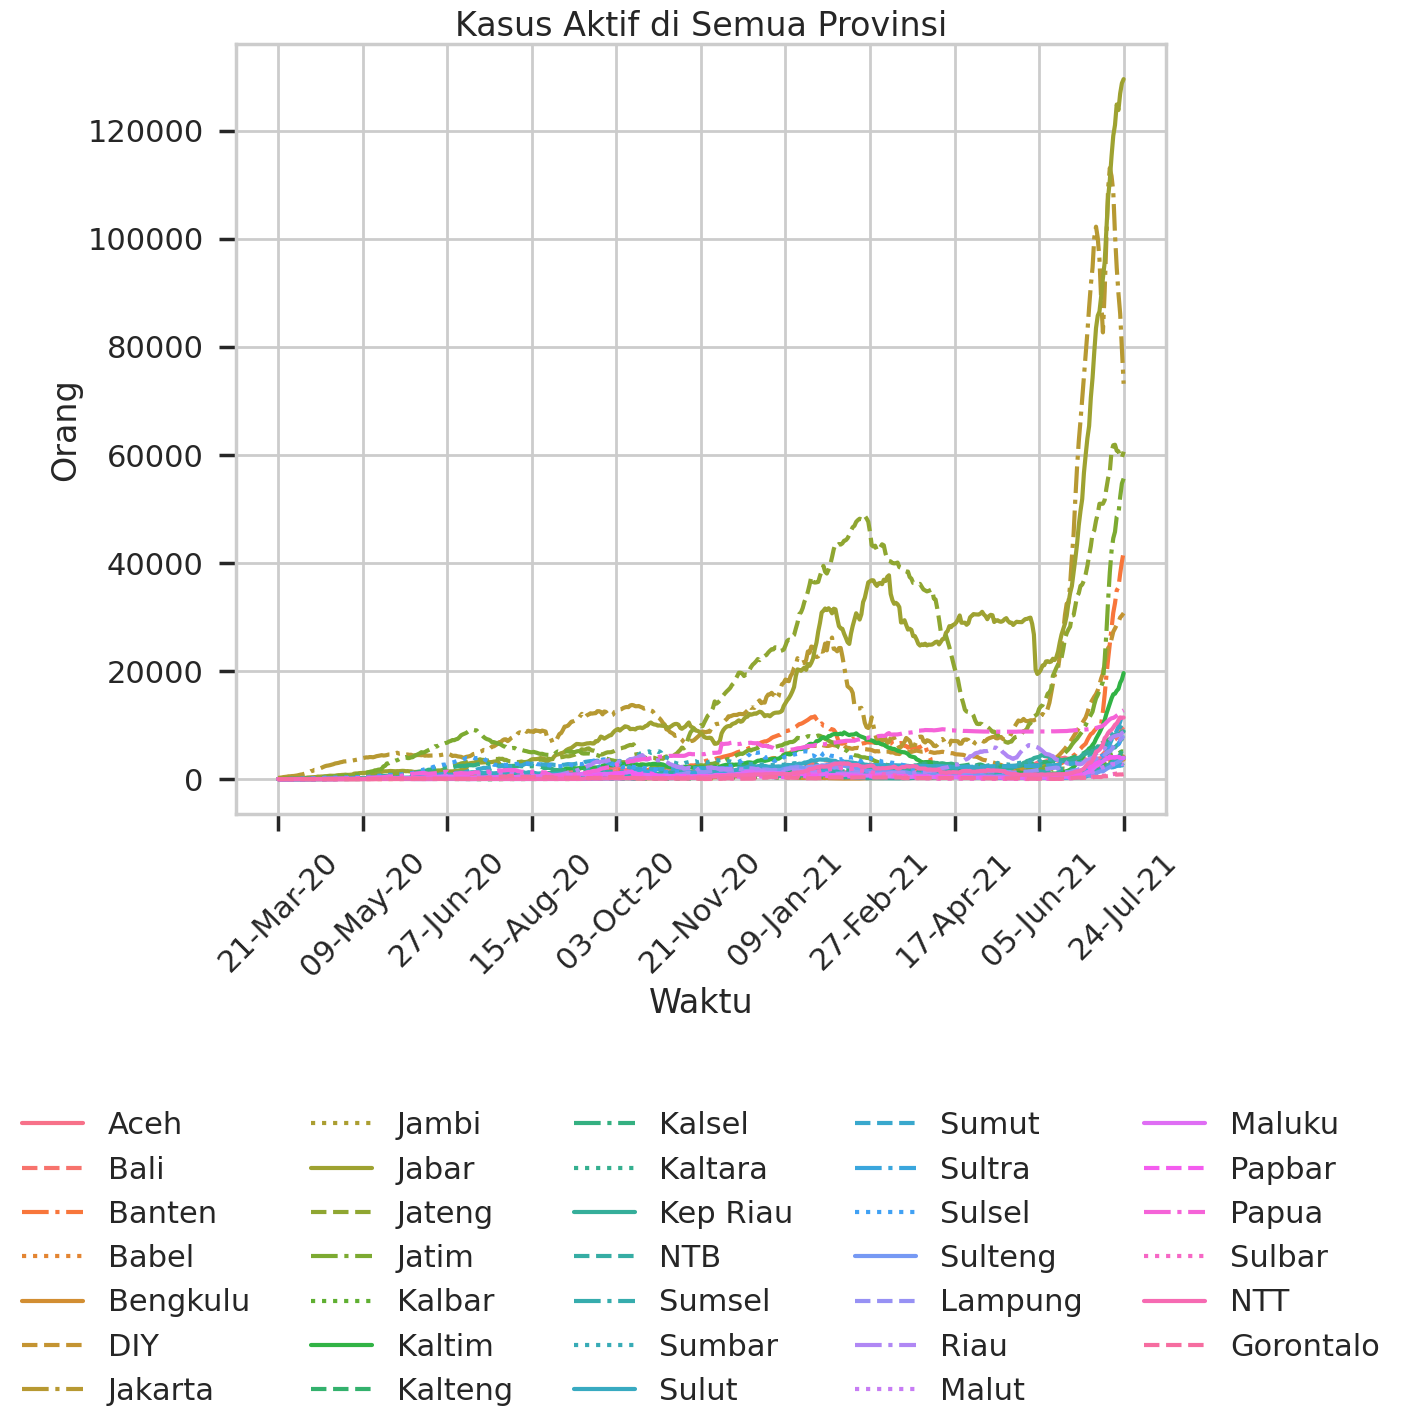 Kasus Aktif di Semua Provinsi
120000
100000
80000
60000
40000
20000
0
Orang
21-Mar-20
09-May-20
27-Jun-20
15-Aug-20
03-Oct-20
21-Nov-20
09-Jan-21
27-Feb-21
17-Apr-21
05-Jun-21
24-Jul-21
Waktu
Aceh
Bali
Banten
Babel
Bengkulu
DIY
Jakarta
Jambi
Jabar
Jateng
Jatim
Kalbar
Kaltim
Kalteng
Kalsel
Kaltara
Kep Riau
NTB
Sumsel
Sumbar
Sulut
Sumut
Sultra
Sulsel
Sulteng
Lampung
Riau
Malut
Maluku
Papbar
Papua
Sulbar
NTT
Gorontalo